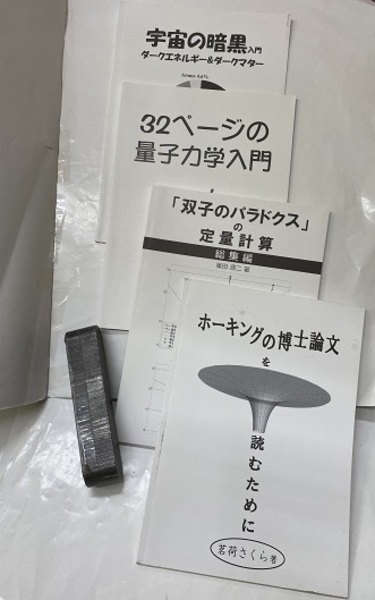 宇宙の暗黒入門
ダークエネルギー&ダークマター
32ページの
量子力学入門
「双子のパラドクス」
の
定量計算
総集編
ホーキングの博士論文
を
読むために
茗荷さくら著